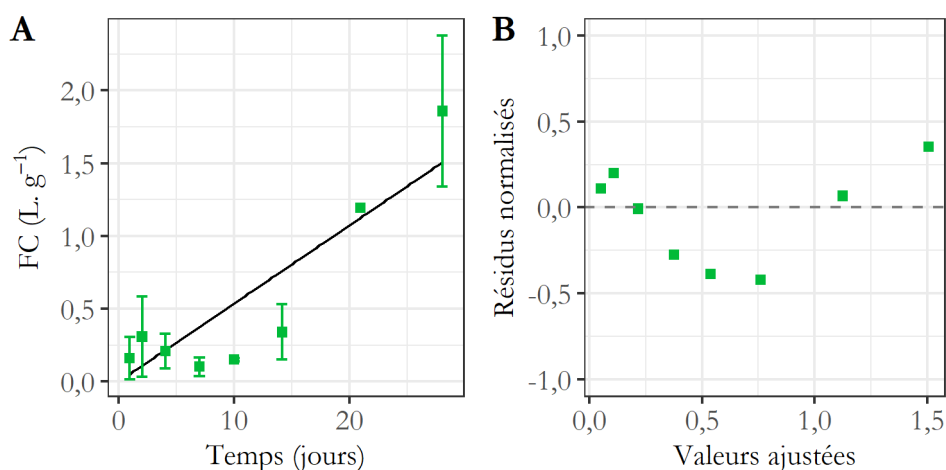 A
FC (L. g⁻¹)
2,0
1,5
1,0
0,5
0,0
0 10 20
Temps (jours)
B
Résidus normalisés
1,0
0,5
0,0
-0,5
-1,0
0,0 0,5 1,0 1,5
Valeurs ajustées